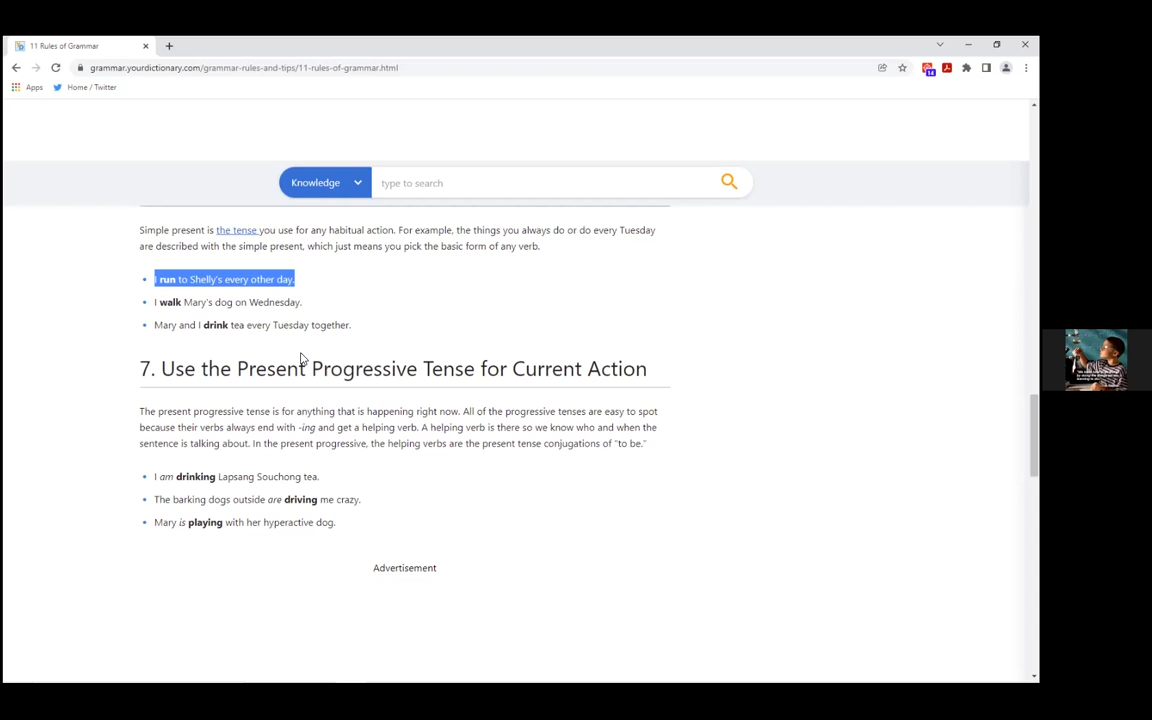 11 Rules of Grammar
grammar.yourdictionary.com/grammar-rules-and-tips/11-rules-of-grammar.html
14
Apps Home / Twitter
Knowledge type to search
Simple present is the tense you use for any habitual action. For example, the things you always do or do every Tuesday
are described with the simple present, which just means you pick the basic form of any verb.
• I run to Shelly's every other day.
• I walk Mary's dog on Wednesday.
• Mary and I drink tea every Tuesday together.
7. Use the Present Progressive Tense for Current Action
The present progressive tense is for anything that is happening right now. All of the progressive tenses are easy to spot
because their verbs always end with -ing and get a helping verb. A helping verb is there so we know who and when the
sentence is talking about. In the present progressive, the helping verbs are the present tense conjugations of "to be."
• I am drinking Lapsang Souchong tea.
• The barking dogs outside are driving me crazy.
• Mary is playing with her hyperactive dog.
Advertisement